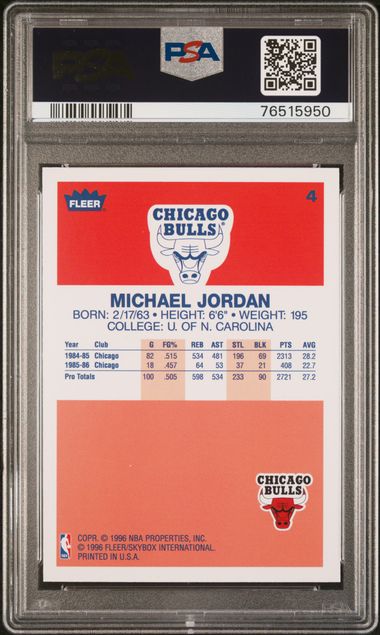 PSA
PSA
76515950
FLEER
4
CHICAGO
BULLS
MICHAEL JORDAN
BORN: 2/17/63 • HEIGHT: 6'6" • WEIGHT: 195
COLLEGE: U. OF N. CAROLINA
Year Club G FG% REB AST STL BLK PTS AVG
1984-85 Chicago 82 .515 534 481 196 69 2313 28.2
1985-86 Chicago 18 .457 64 53 37 21 408 22.7
Pro Totals 100 .505 598 534 233 90 2721 27.2
CHICAGO
BULLS
COPR. © 1996 NBA PROPERTIES, INC.
© 1996 FLEER/SKYBOX INTERNATIONAL.
PRINTED IN U.S.A.